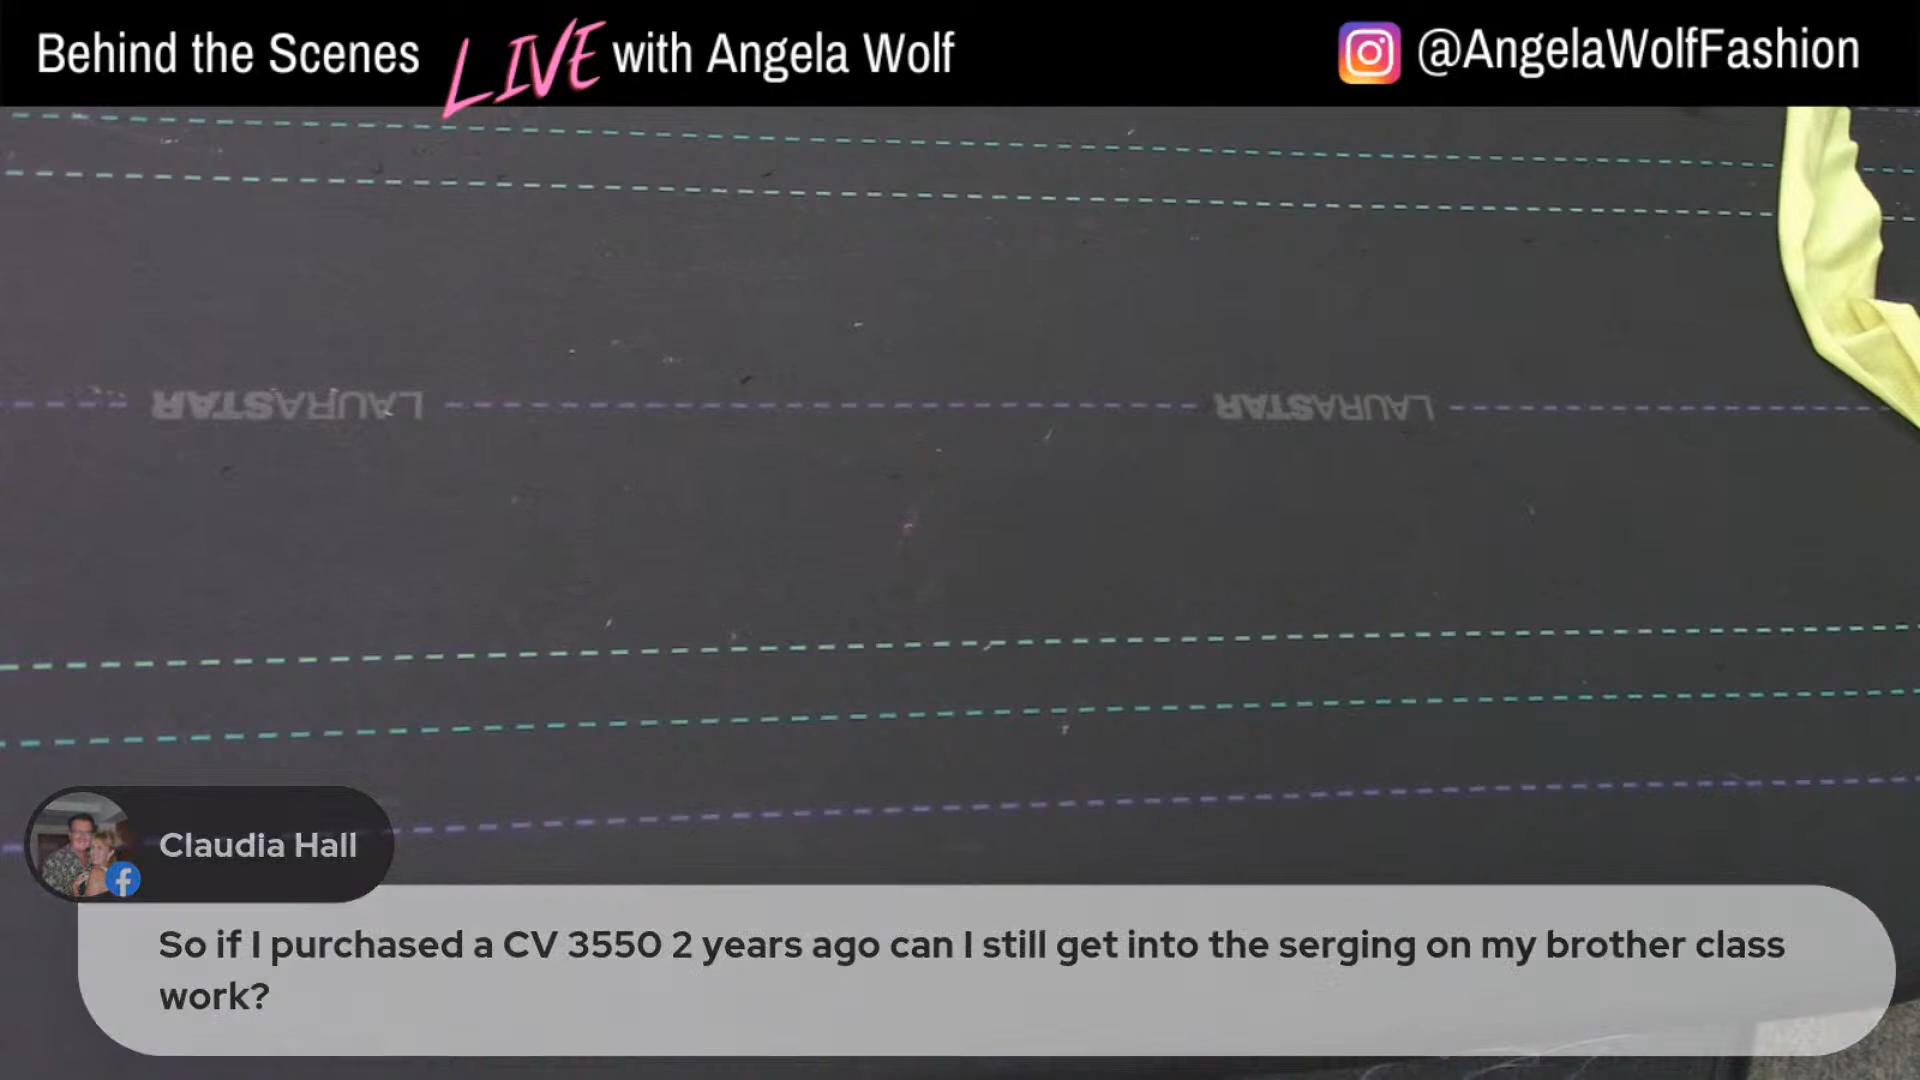 Behind the Scenes LIVE with Angela Wolf
@AngelaWolfFashion
LAURASTAR LAURASTAR
Claudia Hall
So if I purchased a CV 3550 2 years ago can I still get into the serging on my brother class
work?